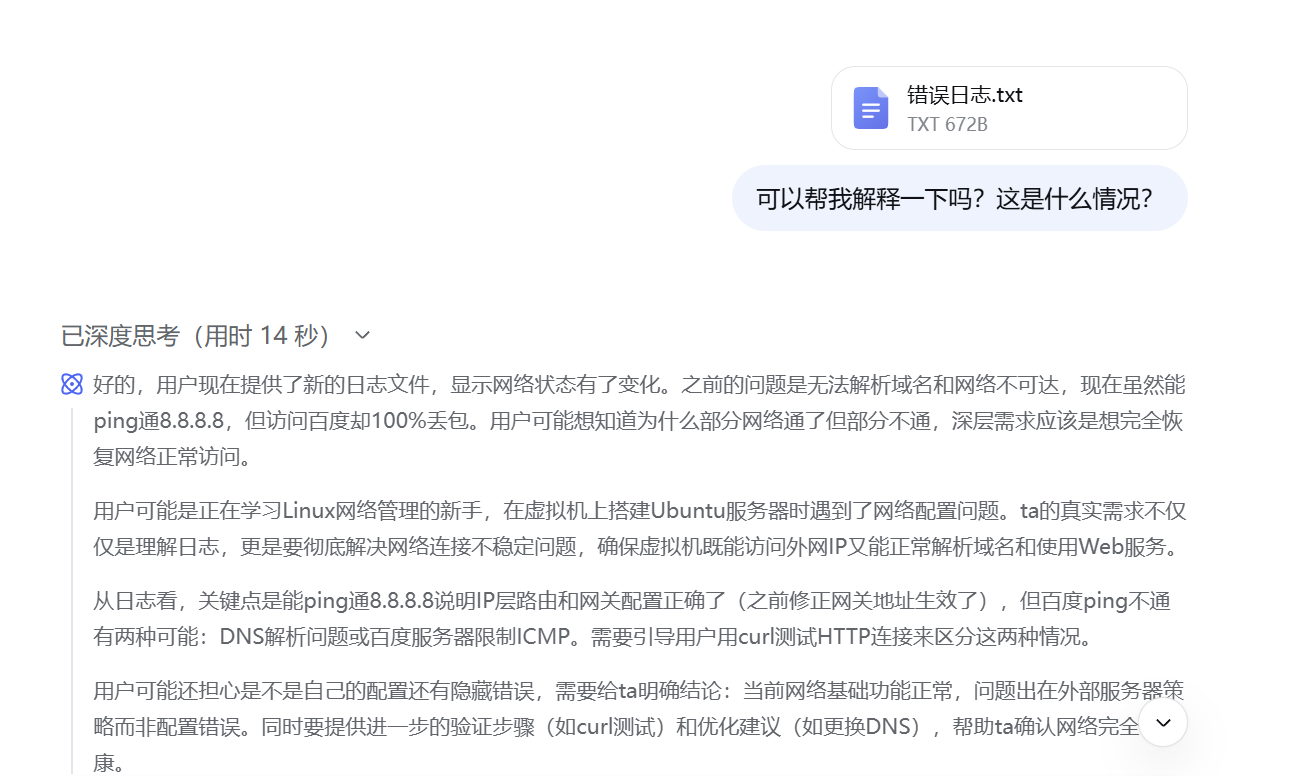 错误日志.txt
TXT 672B
可以帮我解释一下吗？这是什么情况？
已深度思考（用时 14 秒）
好的，用户现在提供了新的日志文件，显示网络状态有了变化。之前的问题是无法解析域名和网络不可达，现在虽然能
ping通8.8.8.8，但访问百度却100%丢包。用户可能想知道为什么部分网络通了但部分不通，深层需求应该是想完全恢
复网络正常访问。
用户可能是正在学习Linux网络管理的新手，在虚拟机上搭建Ubuntu服务器时遇到了网络配置问题。ta的真实需求不仅
仅是理解日志，更是要彻底解决网络连接不稳定问题，确保虚拟机既能访问外网IP又能正常解析域名和使用Web服务。
从日志看，关键点是能ping通8.8.8.8说明IP层路由和网关配置正确了（之前修正网关地址生效了），但百度ping不通
有两种可能：DNS解析问题或百度服务器限制ICMP。需要引导用户用curl测试HTTP连接来区分这两种情况。
用户可能还担心是不是自己的配置还有隐藏错误，需要给ta明确结论：当前网络基础功能正常，问题出在外部服务器策
略而非配置错误。同时要提供进一步的验证步骤（如curl测试）和优化建议（如更换DNS），帮助ta确认网络完全
康。